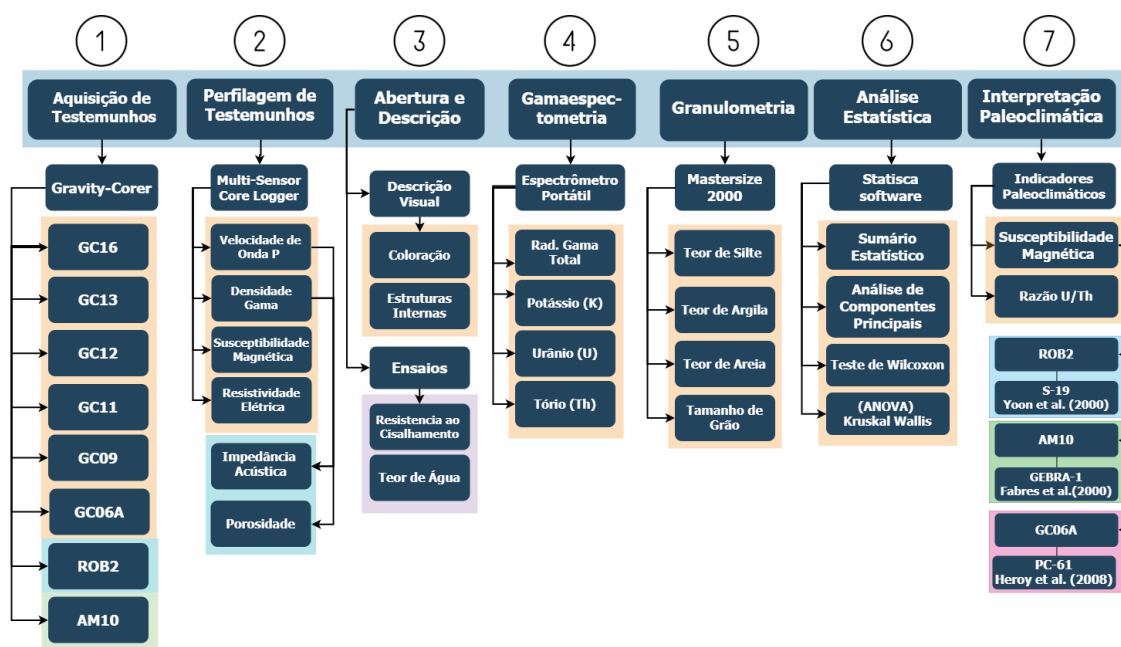 1
2
3
4
5
6
7
Aquisição de
Testemunhos
Perfilagem de
Testemunhos
Abertura e
Descrição
Gamaespec-
tometria
Granulometria
Análise
Estatística
Interpretação
Paleoclimática
Gravity-Corer
GC16
GC13
GC12
GC11
GC09
GC06A
ROB2
AM10
Multi-Sensor
Core Logger
Velocidade de
Onda P
Densidade
Gama
Susceptibilidade
Magnética
Resistividade
Elétrica
Impedância
Acústica
Porosidade
Descrição
Visual
Coloração
Estruturas
Internas
Ensaios
Resistencia ao
Cisalhamento
Teor de Água
Espectrômetro
Portátil
Rad. Gama
Total
Potássio (K)
Urânio (U)
Tório (Th)
Mastersize
2000
Teor de Silte
Teor de Argila
Teor de Areia
Tamanho de
Grão
Statisca
software
Sumário
Estatístico
Análise de
Componentes
Principais
Teste de Wilcoxon
(ANOVA)
Kruskal Wallis
Indicadores
Paleoclimáticos
Susceptibilidade
Magnética
Razão U/Th
ROB2
S-19
Yoon et al. (2000)
AM10
GEBRA-1
Fabres et al.(2000)
GC06A
PC-61
Heroy et al. (2008)